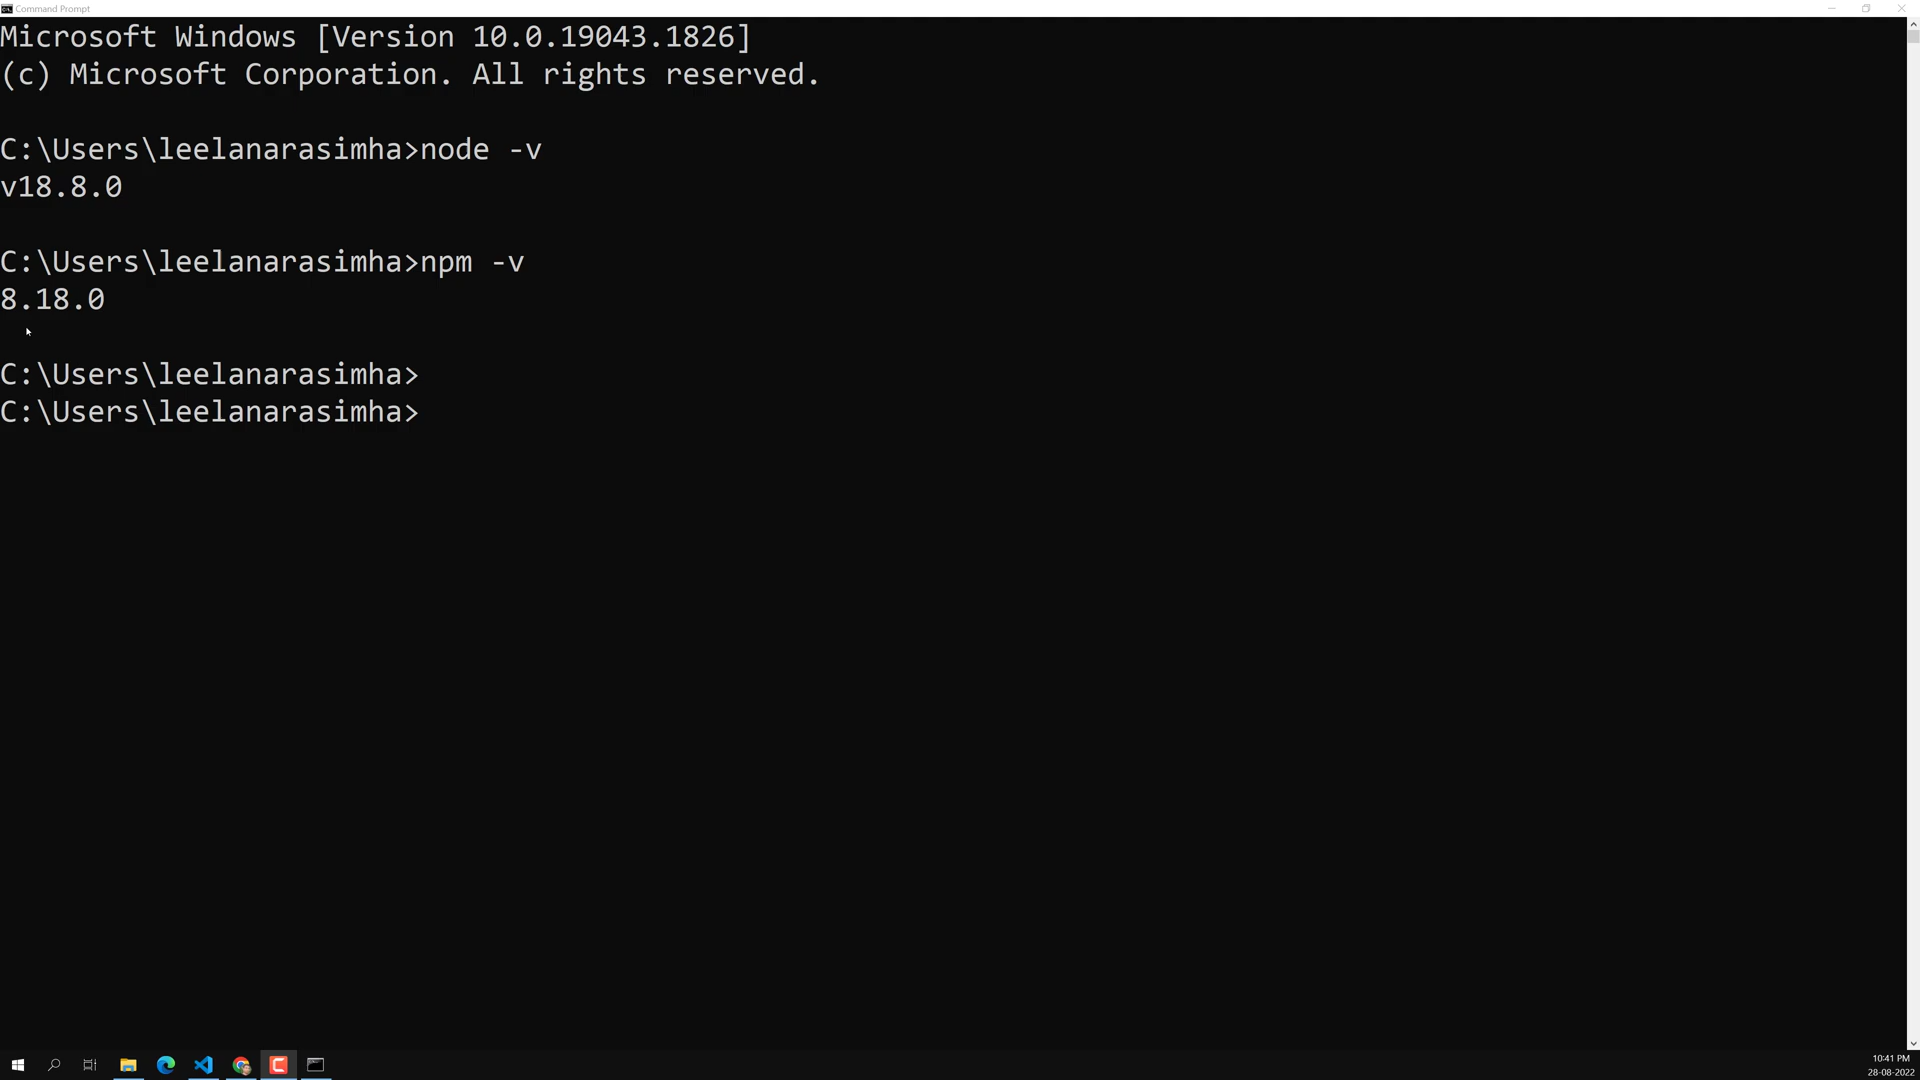 Command Prompt
Microsoft Windows [Version 10.0.19043.1826]
(c) Microsoft Corporation. All rights reserved.
C:\Users\leelanarasimha>node -v
v18.8.0
C:\Users\leelanarasimha>npm -v
8.18.0
C:\Users\leelanarasimha>
C:\Users\leelanarasimha>
10:41 PM
28-08-2022